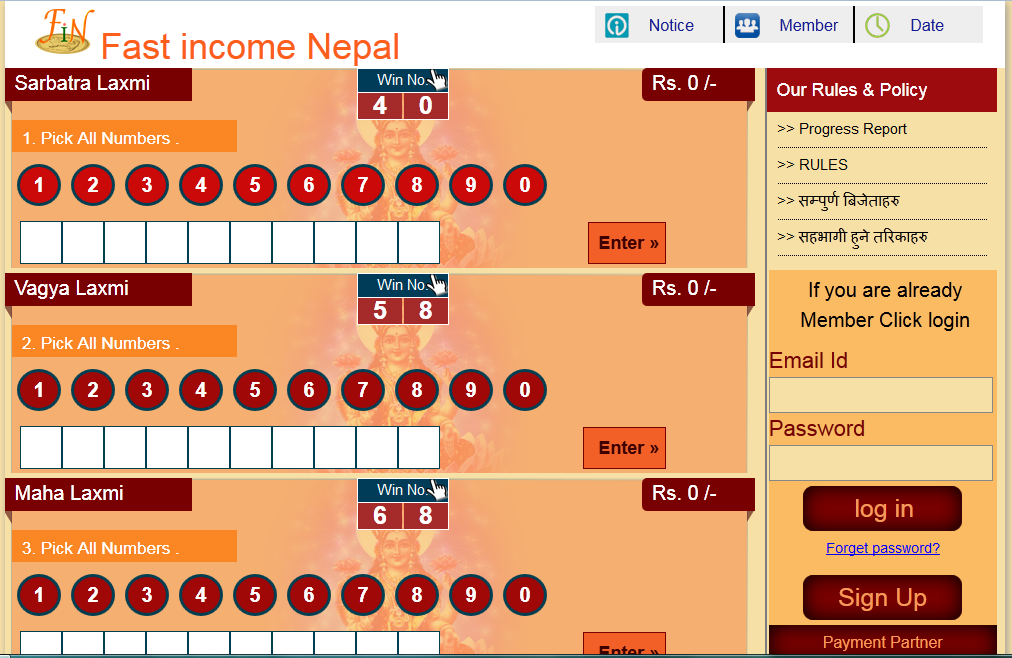 FiN
Fast income Nepal
Notice
Member
Date
Sarbatra Laxmi
Win No.
Rs. 0 /-
4 0
1. Pick All Numbers .
1 2 3 4 5 6 7 8 9 0
Enter »
Vagya Laxmi
Win No.
Rs. 0 /-
5 8
2. Pick All Numbers .
1 2 3 4 5 6 7 8 9 0
Enter »
Maha Laxmi
Win No.
Rs. 0 /-
6 8
3. Pick All Numbers .
1 2 3 4 5 6 7 8 9 0
Enter »
Our Rules & Policy
>> Progress Report
>> RULES
>> सम्पुर्ण बिजेताहरु
>> सहभागी हुने तरिकाहरु
If you are already
Member Click login
Email Id
Password
log in
Forget password?
Sign Up
Payment Partner